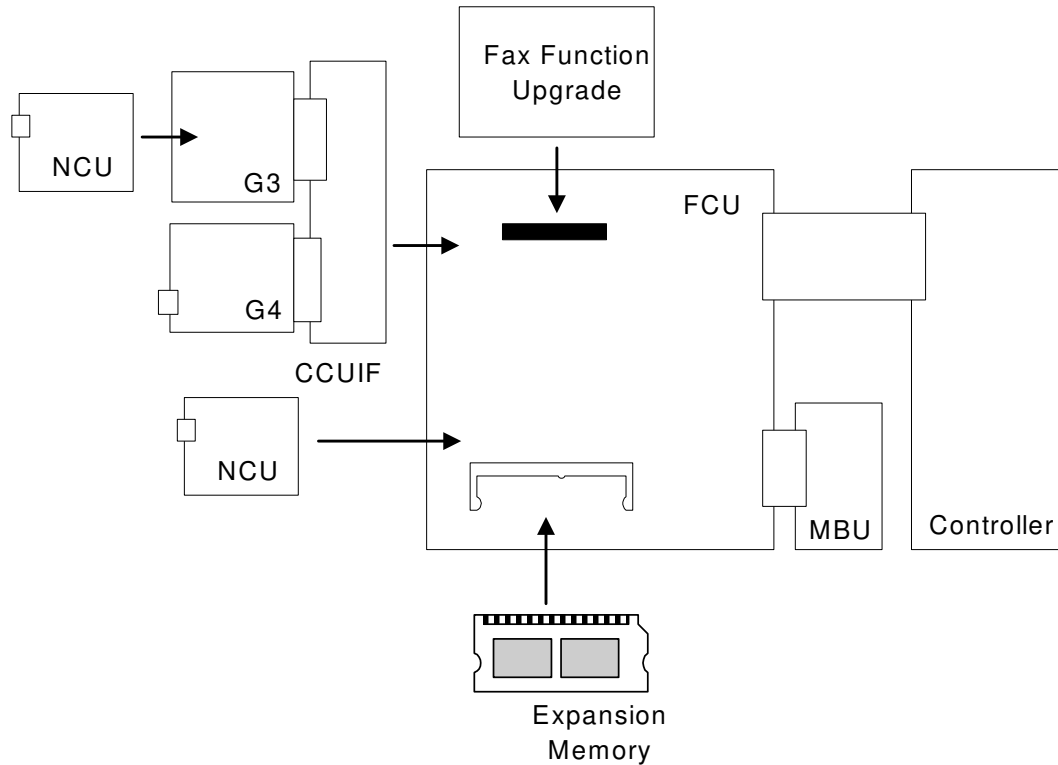 Fax Function
Upgrade
NCU
G3
FCU
G4
CCUIF
NCU
MBU
Controller
Expansion
Memory